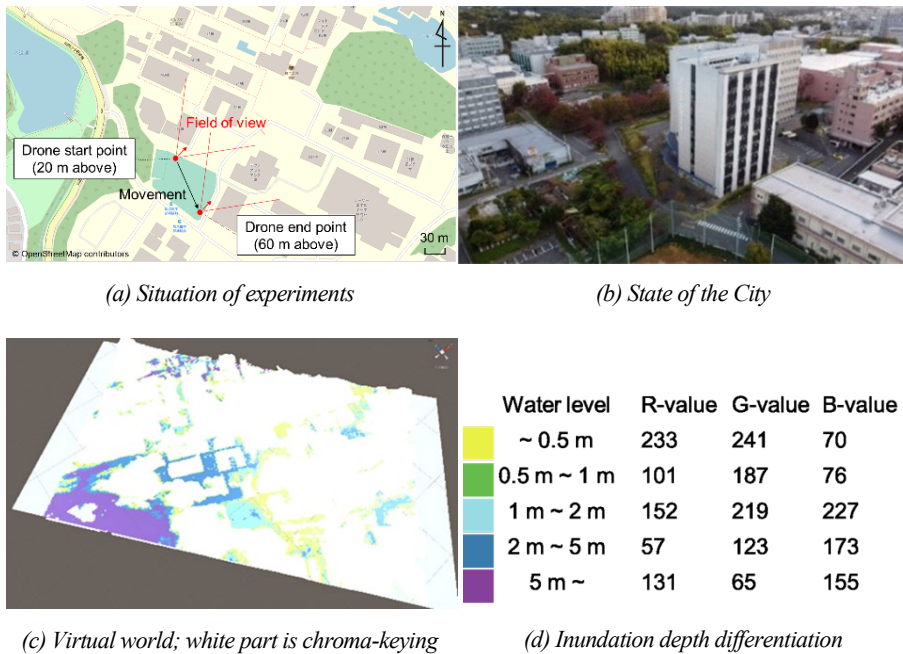 N
Field of view
Drone start point
(20 m above)
Movement
Drone end point
(60 m above)
30 m
© OpenStreetMap contributors
(a) Situation of experiments
(b) State of the City
(c) Virtual world; white part is chroma-keying
Water level R-value G-value B-value
~ 0.5 m 233 241 70
0.5 m ~ 1 m 101 187 76
1 m ~ 2 m 152 219 227
2 m ~ 5 m 57 123 173
5 m ~ 131 65 155
(d) Inundation depth differentiation